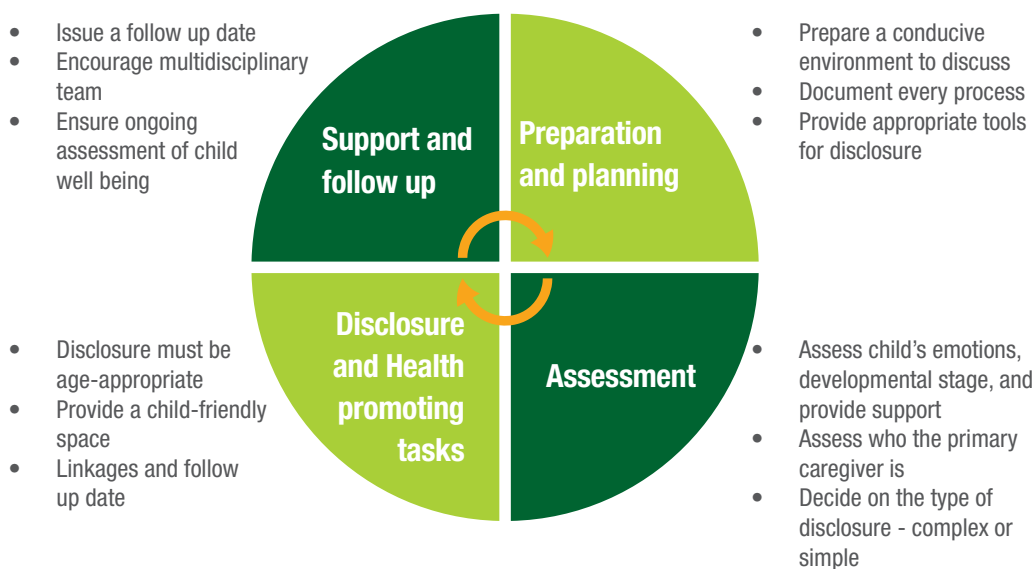 • Issue a follow up date
• Encourage multidisciplinary
team
• Ensure ongoing
assessment of child
well being
Support and
follow up
Preparation
and planning
• Prepare a conducive
environment to discuss
• Document every process
• Provide appropriate tools
for disclosure
• Disclosure must be
age-appropriate
• Provide a child-friendly
space
• Linkages and follow
up date
Disclosure
and Health
promoting
tasks
Assessment
• Assess child’s emotions,
developmental stage, and
provide support
• Assess who the primary
caregiver is
• Decide on the type of
disclosure - complex or
simple